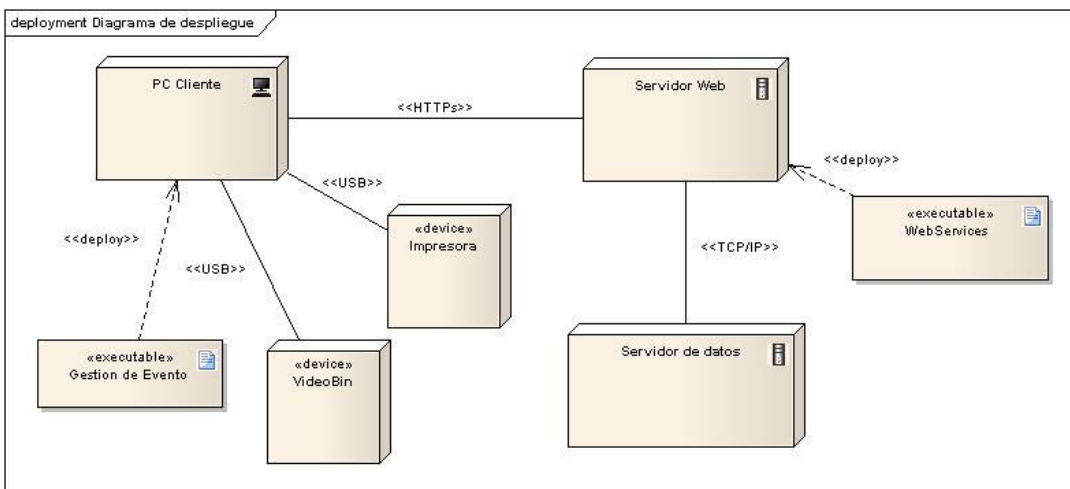 deployment Diagrama de despliegue
PC Cliente
Servidor Web
<<HTTPs>>
<<deploy>>
<<USB>>
«device»
Impresora
«executable»
WebServices
<<deploy>>
<<USB>>
<<TCP/IP>>
«executable»
Gestion de Evento
«device»
VideoBin
Servidor de datos